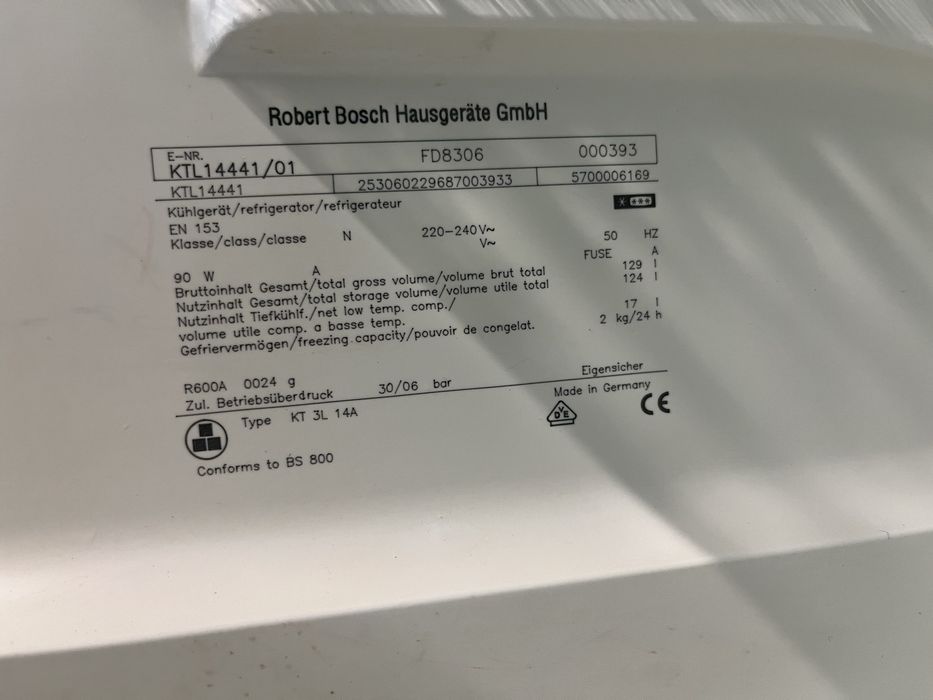 Robert Bosch Hausgeräte GmbH
E-NR. FD8306 000393
KTL14441/01
KTL14441 253060229687003933 5700006169
Kühlgerät/refrigerator/refrigerateur
EN 153
Klasse/class/classe N 220-240V~ 50 HZ
V~ FUSE A
90 W A
Bruttoinhalt Gesamt/total gross volume/volume brut total 129 l
Nutzinhalt Gesamt/total storage volume/volume utile total 124 l
Nutzinhalt Tiefkühlf./net low temp. comp./
volume utile comp. a basse temp. 17 l
Gefriervermögen/freezing capacity/pouvoir de congelat. 2 kg/24 h
R600A 0024 g Eigensicher
Zul. Betriebsüberdruck 30/06 bar Made in Germany
Type KT 3L 14A VDE CE
Conforms to BS 800